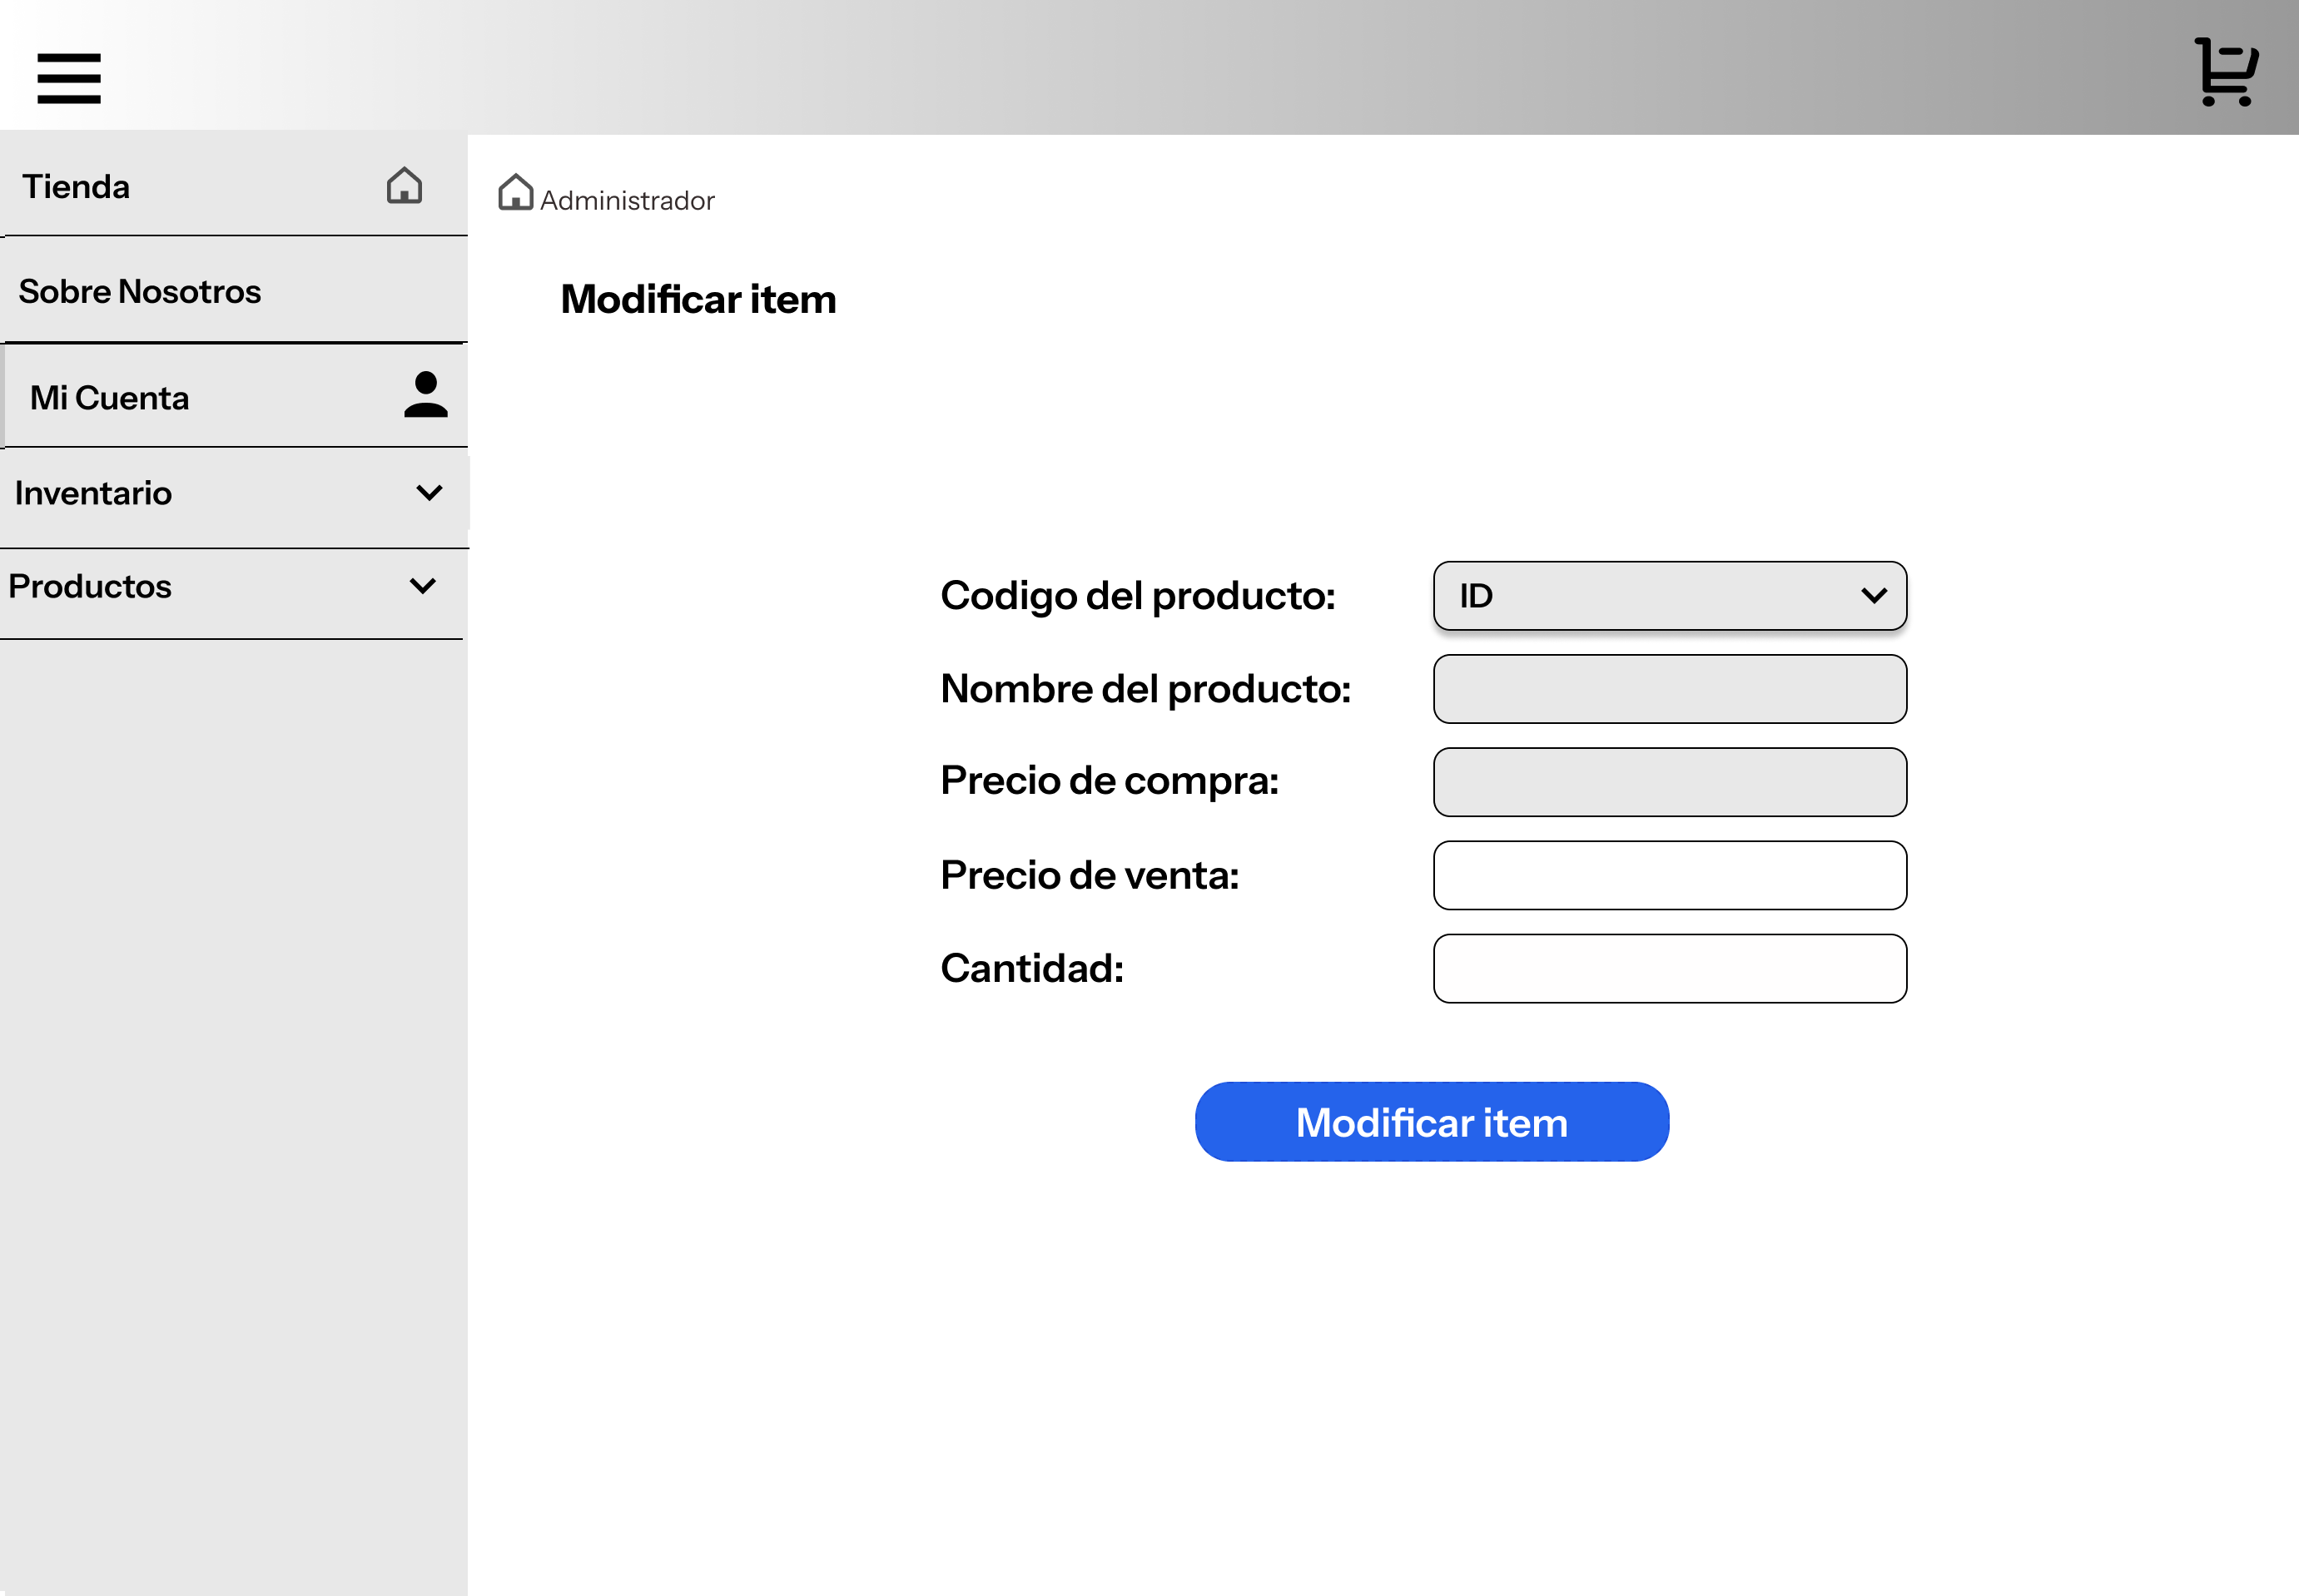 Tienda
Administrador
Sobre Nosotros
Modificar item
Mi Cuenta
Inventario
Productos
Codigo del producto: ID
Nombre del producto:
Precio de compra:
Precio de venta:
Cantidad:
Modificar item